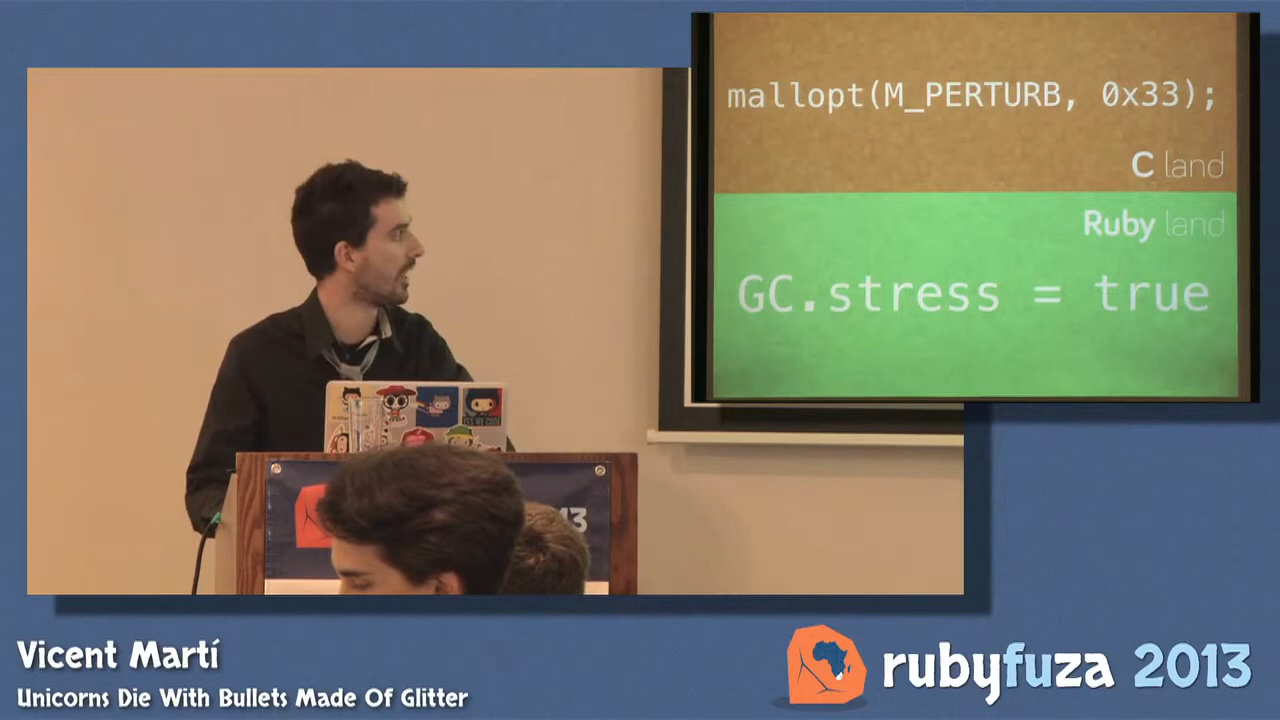 mallopt(M_PERTURB, 0x33);
C land
Ruby land
GC.stress = true
13
Vicent Martí
Unicorns Die With Bullets Made Of Glitter
rubyfuza 2013